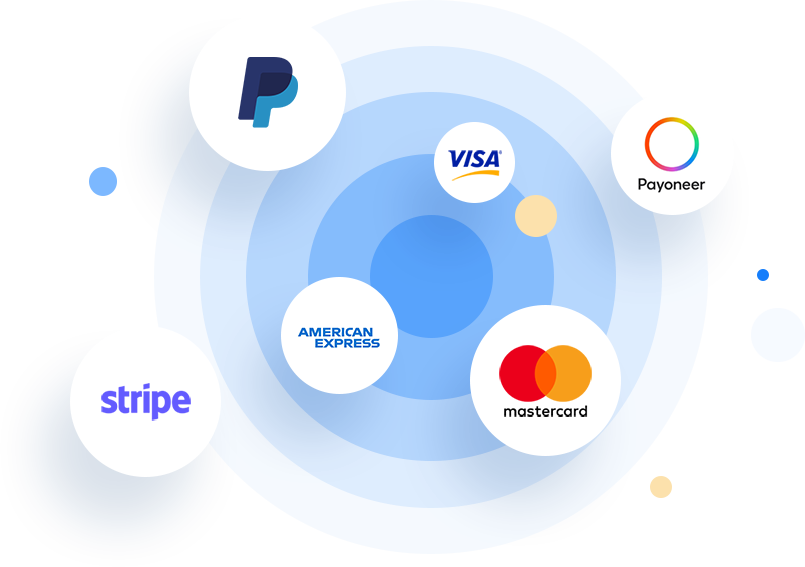 VISA
Payoneer
AMERICAN
EXPRESS
stripe
mastercard